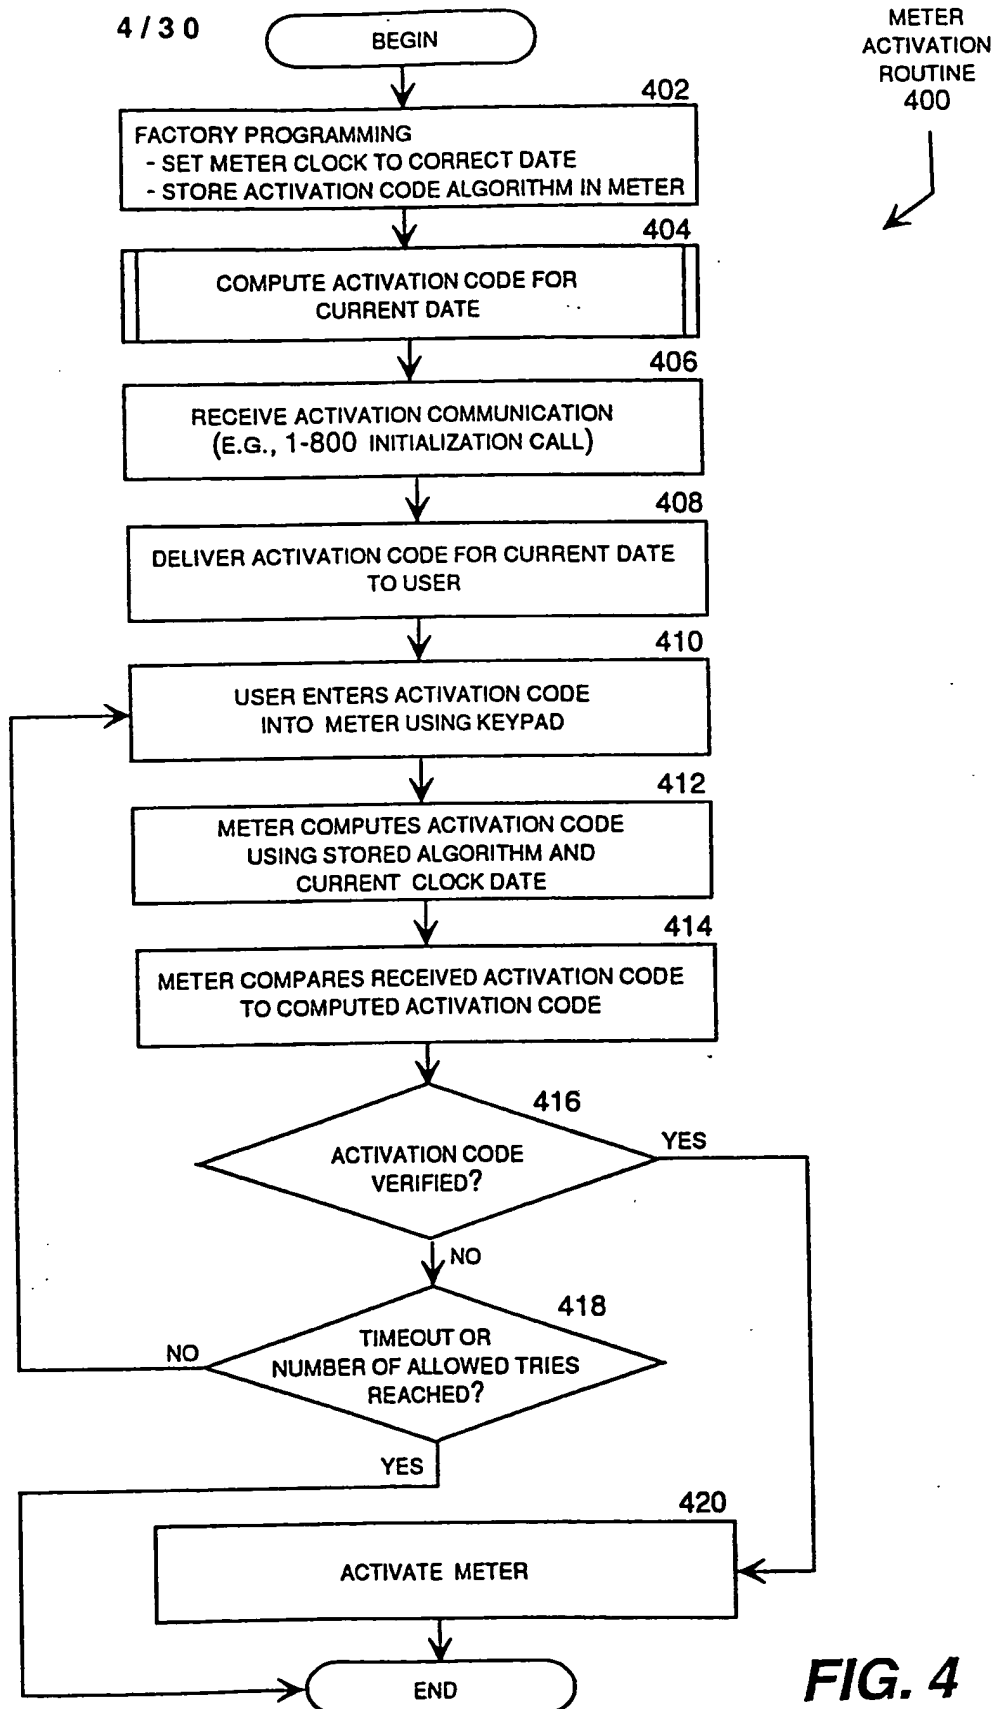 4/30
BEGIN
METER
ACTIVATION
ROUTINE
400
402
FACTORY PROGRAMMING
- SET METER CLOCK TO CORRECT DATE
- STORE ACTIVATION CODE ALGORITHM IN METER
404
COMPUTE ACTIVATION CODE FOR
CURRENT DATE
406
RECEIVE ACTIVATION COMMUNICATION
(E.G., 1-800 INITIALIZATION CALL)
408
DELIVER ACTIVATION CODE FOR CURRENT DATE
TO USER
410
USER ENTERS ACTIVATION CODE
INTO METER USING KEYPAD
412
METER COMPUTES ACTIVATION CODE
USING STORED ALGORITHM AND
CURRENT CLOCK DATE
414
METER COMPARES RECEIVED ACTIVATION CODE
TO COMPUTED ACTIVATION CODE
416
ACTIVATION CODE
VERIFIED?
YES
NO
418
TIMEOUT OR
NUMBER OF ALLOWED TRIES
REACHED?
NO
YES
420
ACTIVATE METER
END
FIG. 4